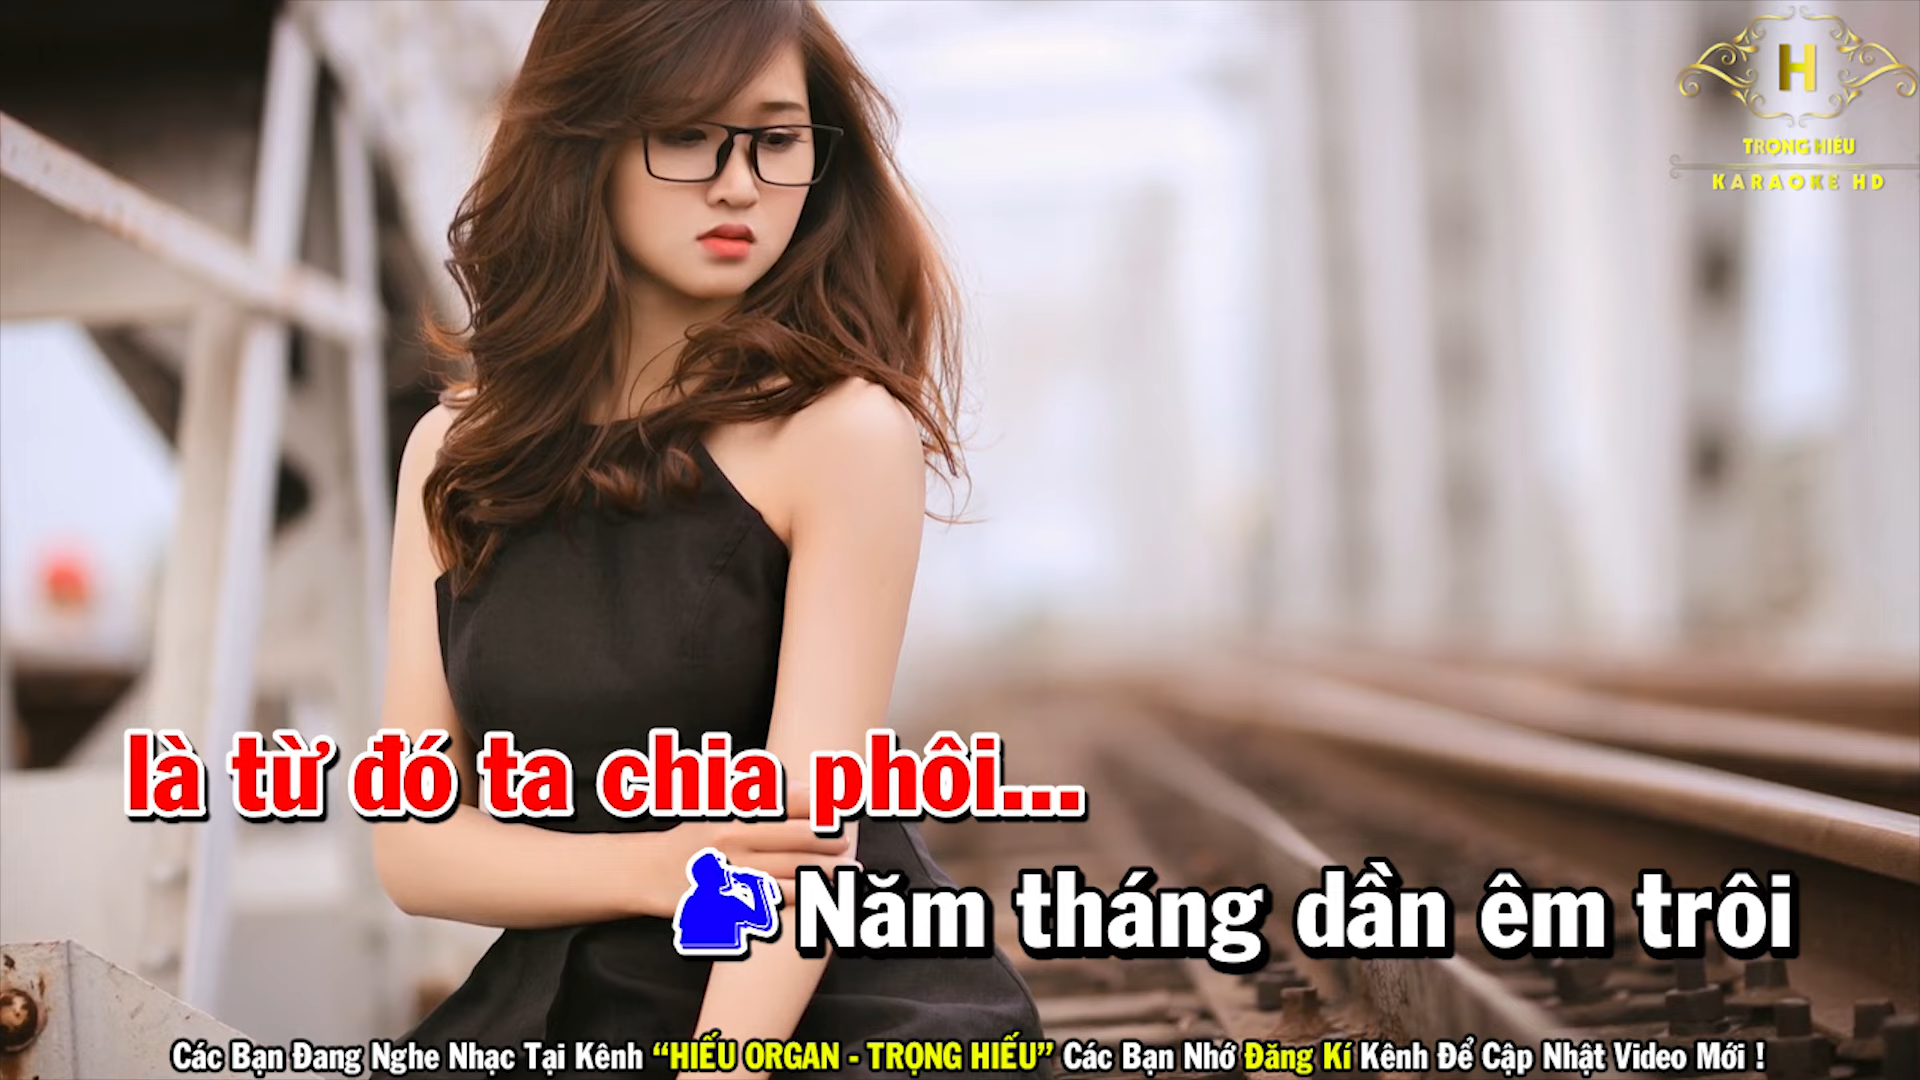 H
TRỌNG HIẾU
KARAOKE HD
là từ đó ta chia phôi...
Năm tháng dần êm trôi
Các Bạn Đang Nghe Nhạc Tại Kênh “HIẾU ORGAN - TRỌNG HIẾU” Các Bạn Nhớ Đăng Kí Kênh Để Cập Nhật Video Mới !